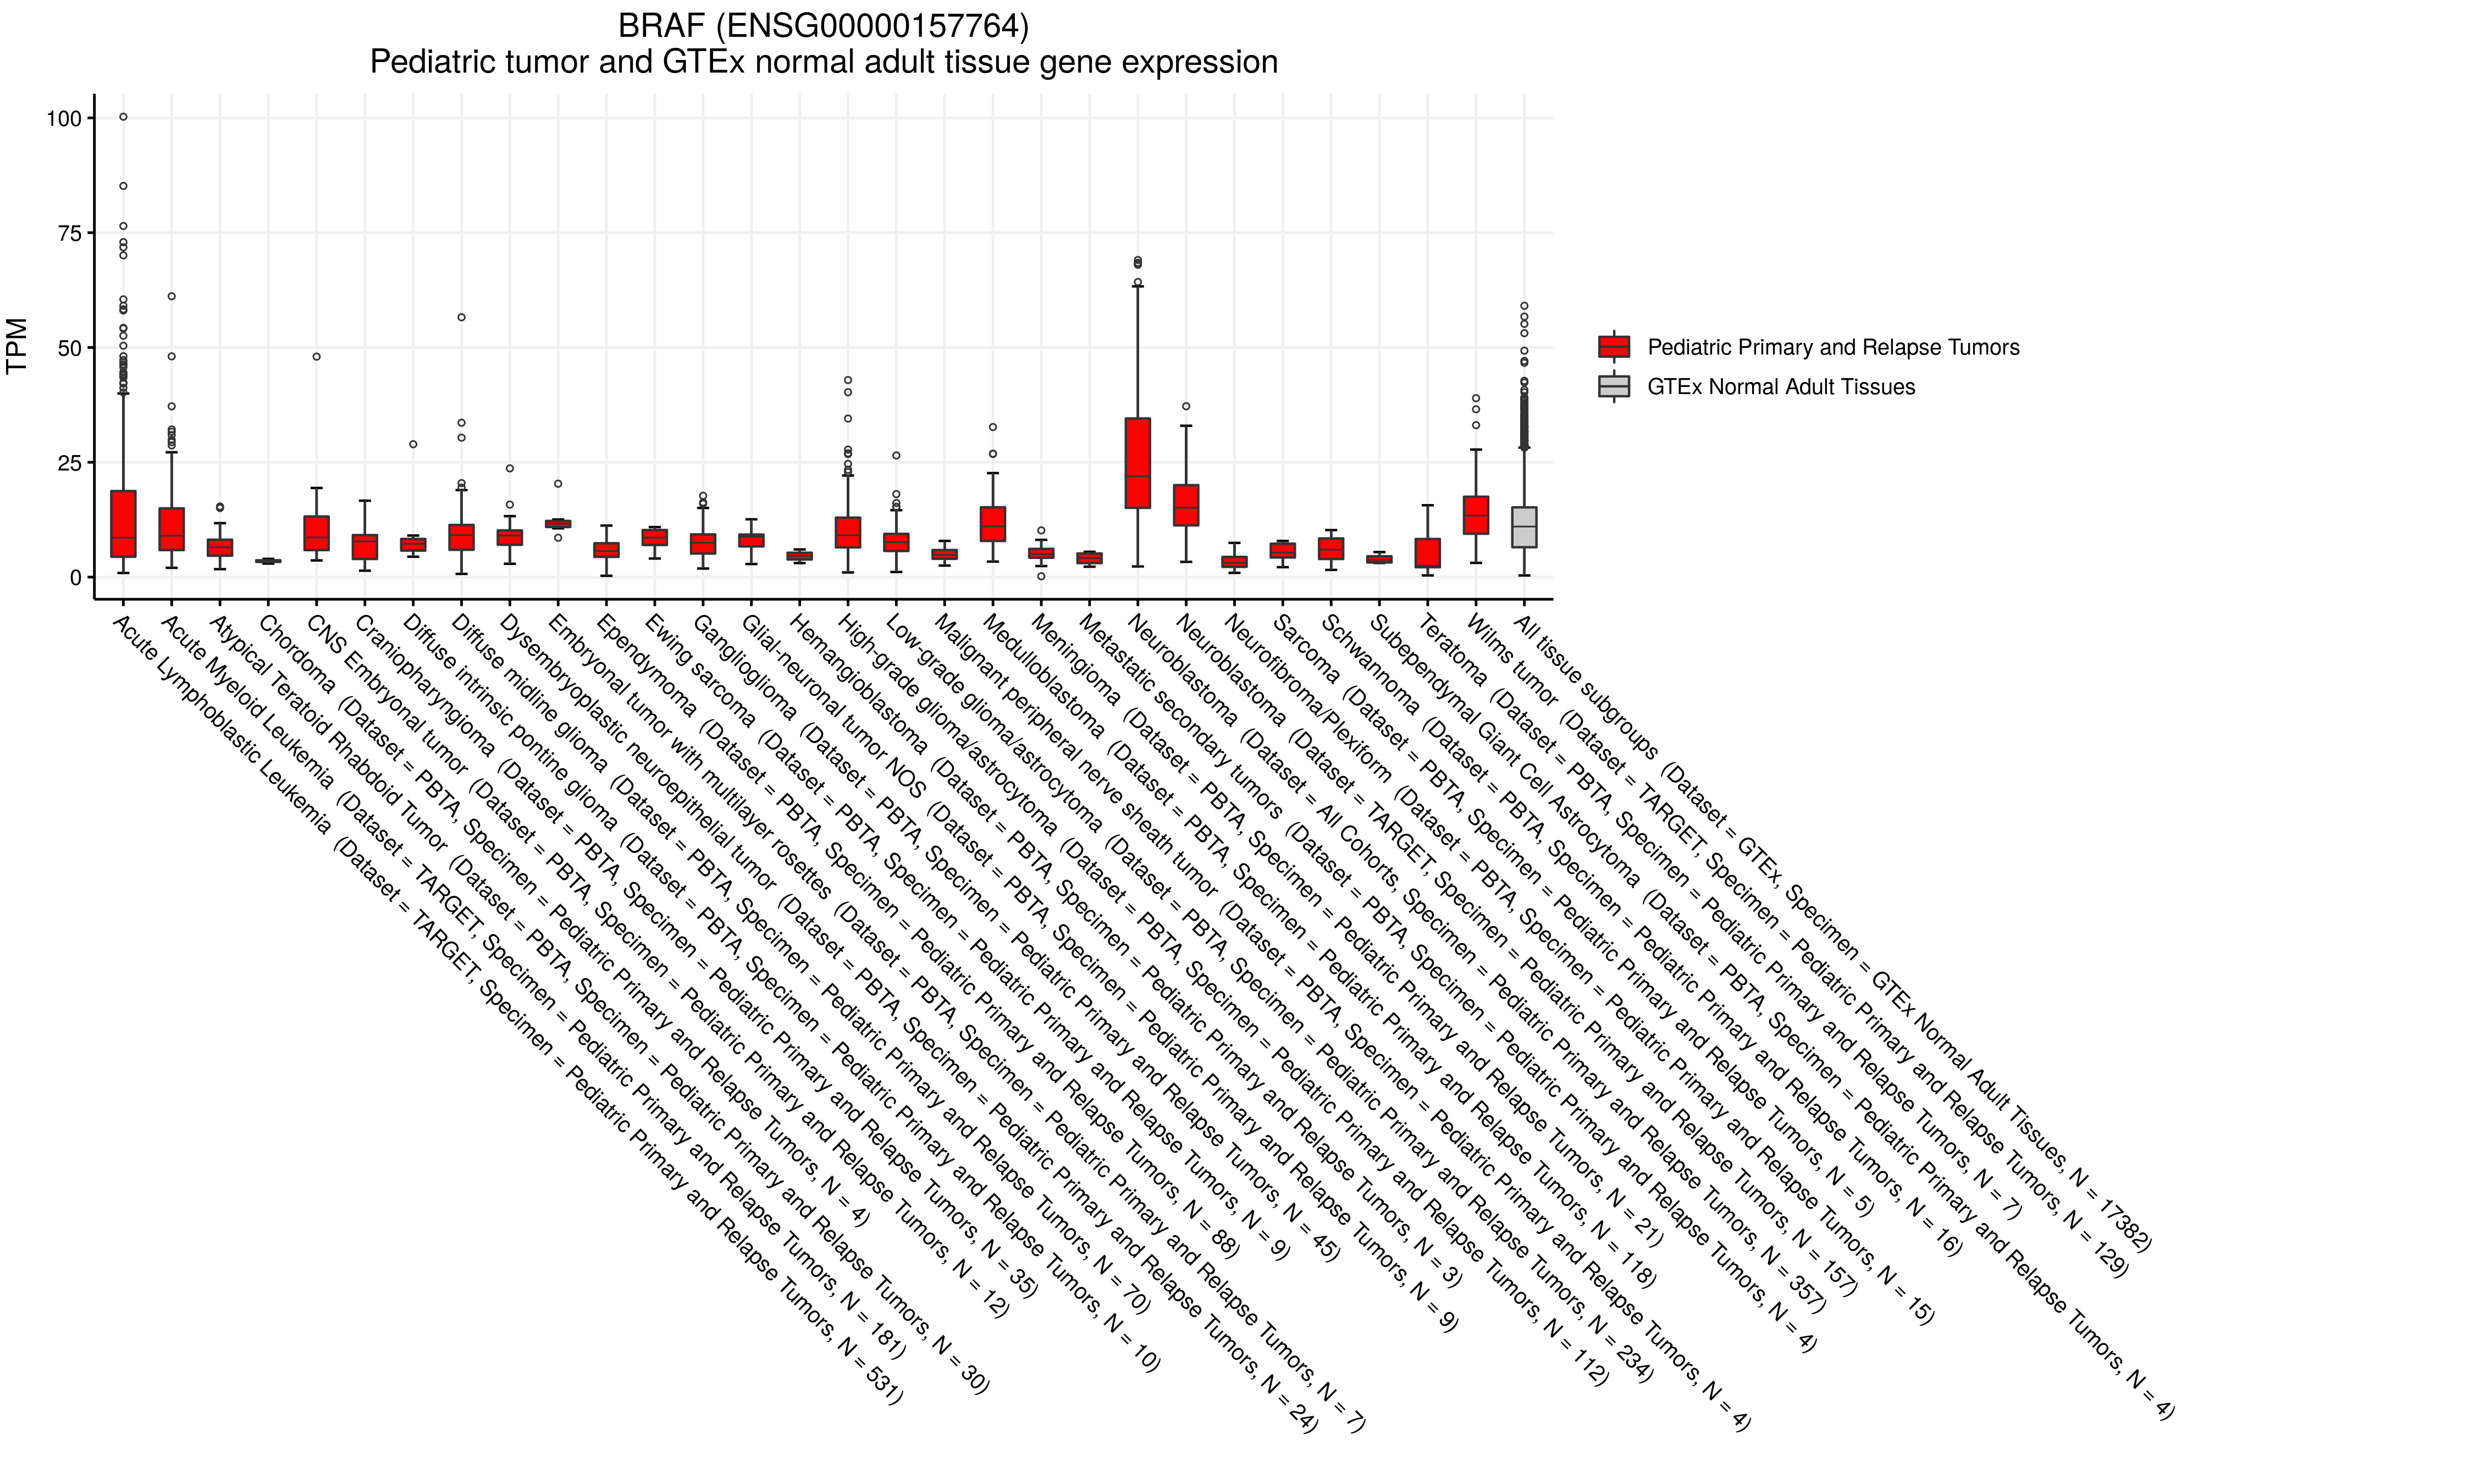 BRAF (ENSG00000157764)
Pediatric tumor and GTEx normal adult tissue gene expression
TPM
100
75
50
25
0
Pediatric Primary and Relapse Tumors
GTEx Normal Adult Tissues
Acute Lymphoblastic Leukemia (Dataset = TARGET, Specimen = Pediatric Primary and Relapse Tumors, N = 531)
Acute Myeloid Leukemia (Dataset = TARGET, Specimen = Pediatric Primary and Relapse Tumors, N = 181)
Atypical Teratoid Rhabdoid Tumor (Dataset = PBTA, Specimen = Pediatric Primary and Relapse Tumors, N = 30)
Chordoma (Dataset = PBTA, Specimen = Pediatric Primary and Relapse Tumors, N = 4)
CNS Embryonal tumor (Dataset = PBTA, Specimen = Pediatric Primary and Relapse Tumors, N = 12)
Craniopharyngioma (Dataset = PBTA, Specimen = Pediatric Primary and Relapse Tumors, N = 35)
Diffuse intrinsic pontine glioma (Dataset = PBTA, Specimen = Pediatric Primary and Relapse Tumors, N = 10)
Diffuse midline glioma (Dataset = PBTA, Specimen = Pediatric Primary and Relapse Tumors, N = 70)
Dysembryoplastic neuroepithelial tumor (Dataset = PBTA, Specimen = Pediatric Primary and Relapse Tumors, N = 24)
Embryonal tumor with multilayer rosettes (Dataset = PBTA, Specimen = Pediatric Primary and Relapse Tumors, N = 7)
Ependymoma (Dataset = PBTA, Specimen = Pediatric Primary and Relapse Tumors, N = 88)
Ewing sarcoma (Dataset = PBTA, Specimen = Pediatric Primary and Relapse Tumors, N = 9)
Ganglioglioma (Dataset = PBTA, Specimen = Pediatric Primary and Relapse Tumors, N = 45)
Glial-neuronal tumor NOS (Dataset = PBTA, Specimen = Pediatric Primary and Relapse Tumors, N = 9)
Hemangioblastoma (Dataset = PBTA, Specimen = Pediatric Primary and Relapse Tumors, N = 3)
High-grade glioma/astrocytoma (Dataset = PBTA, Specimen = Pediatric Primary and Relapse Tumors, N = 112)
Low-grade glioma/astrocytoma (Dataset = PBTA, Specimen = Pediatric Primary and Relapse Tumors, N = 234)
Malignant peripheral nerve sheath tumor (Dataset = PBTA, Specimen = Pediatric Primary and Relapse Tumors, N = 4)
Medulloblastoma (Dataset = PBTA, Specimen = Pediatric Primary and Relapse Tumors, N = 118)
Meningioma (Dataset = PBTA, Specimen = Pediatric Primary and Relapse Tumors, N = 21)
Metastatic secondary tumors (Dataset = PBTA, Specimen = Pediatric Primary and Relapse Tumors, N = 4)
Neuroblastoma (Dataset = All Cohorts, Specimen = Pediatric Primary and Relapse Tumors, N = 357)
Neuroblastoma (Dataset = TARGET, Specimen = Pediatric Primary and Relapse Tumors, N = 157)
Neurofibroma/Plexiform (Dataset = PBTA, Specimen = Pediatric Primary and Relapse Tumors, N = 15)
Sarcoma (Dataset = PBTA, Specimen = Pediatric Primary and Relapse Tumors, N = 5)
Schwannoma (Dataset = PBTA, Specimen = Pediatric Primary and Relapse Tumors, N = 16)
Subependymal Giant Cell Astrocytoma (Dataset = PBTA, Specimen = Pediatric Primary and Relapse Tumors, N = 4)
Teratoma (Dataset = PBTA, Specimen = Pediatric Primary and Relapse Tumors, N = 7)
Wilms tumor (Dataset = TARGET, Specimen = Pediatric Primary and Relapse Tumors, N = 129)
All tissue subgroups (Dataset = GTEx, Specimen = GTEx Normal Adult Tissues, N = 17382)